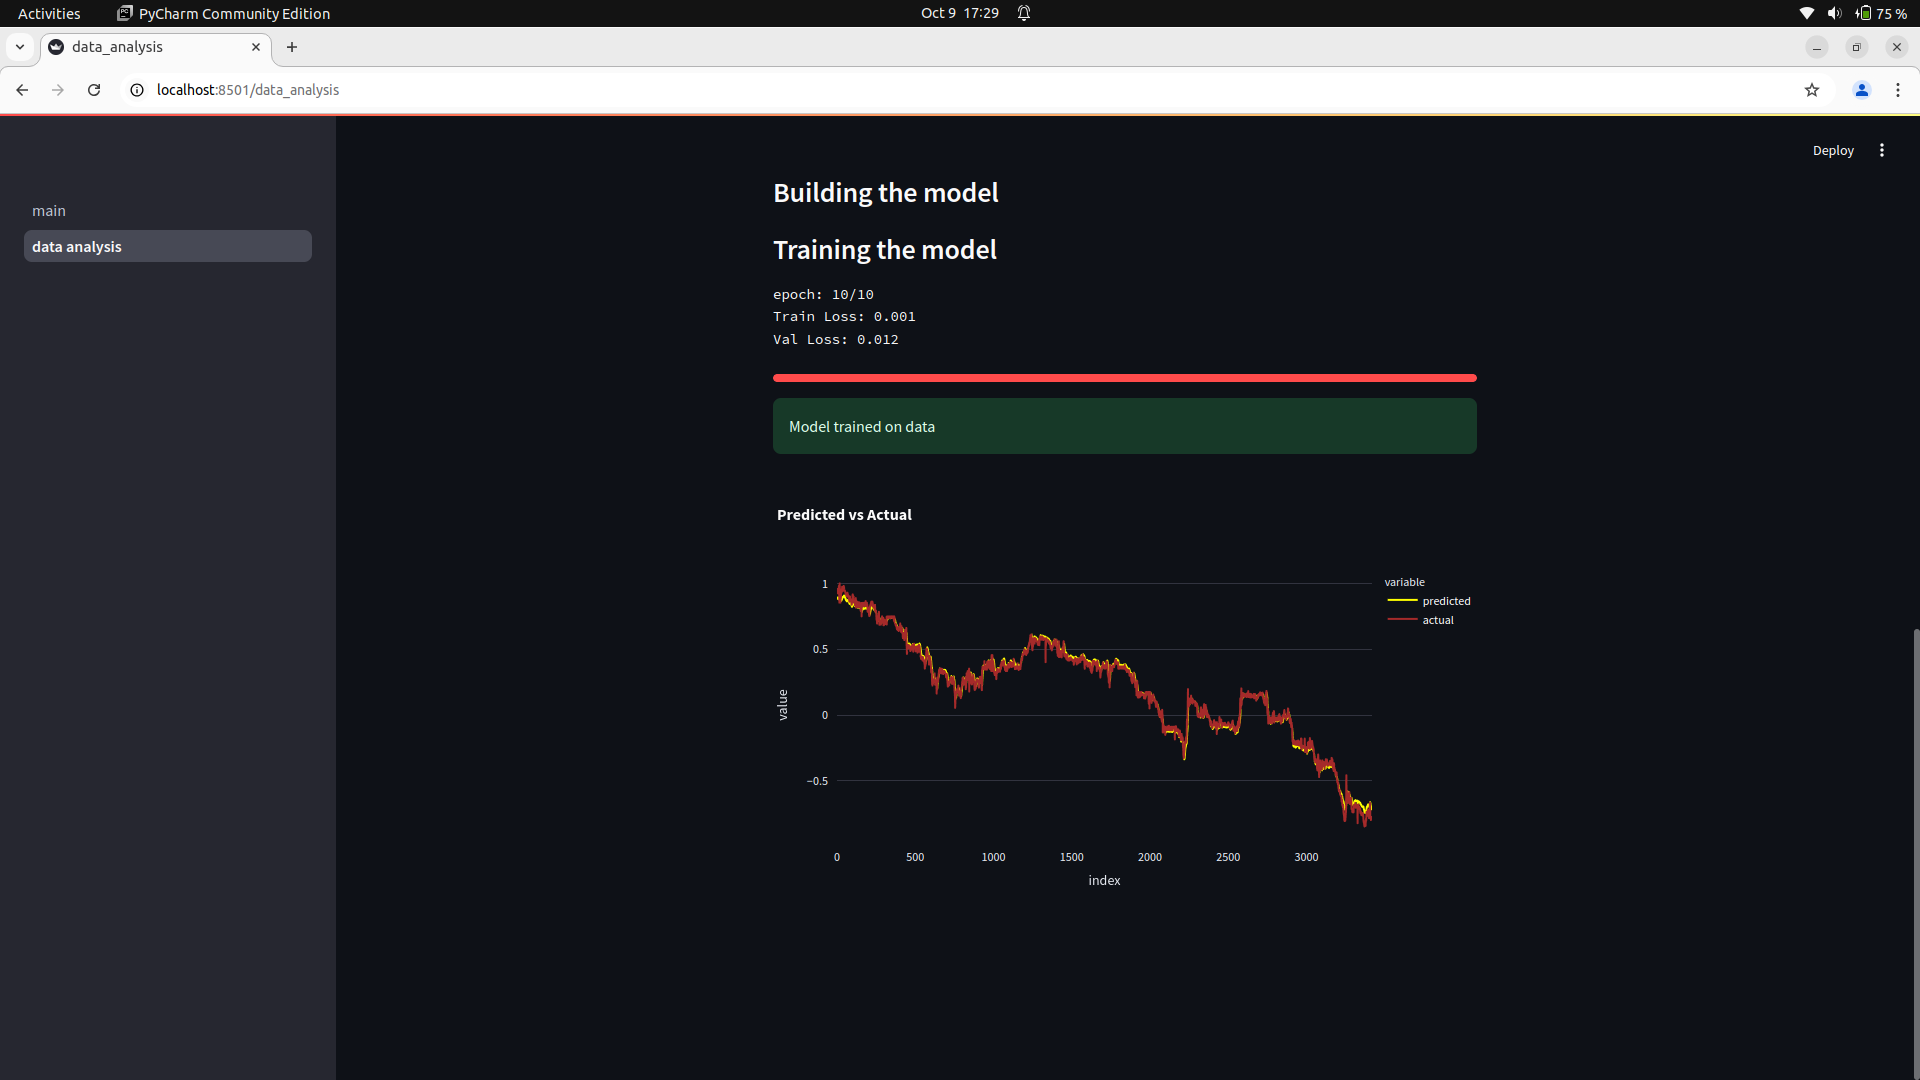 Activities
PyCharm Community Edition
Oct 9 17:29
75 %
data_analysis
localhost:8501/data_analysis
Deploy
main
data analysis
Building the model
Training the model
epoch: 10/10
Train Loss: 0.001
Val Loss: 0.012
Model trained on data
Predicted vs Actual
1
0.5
0
−0.5
value
0
500
1000
1500
2000
2500
3000
index
variable
predicted
actual